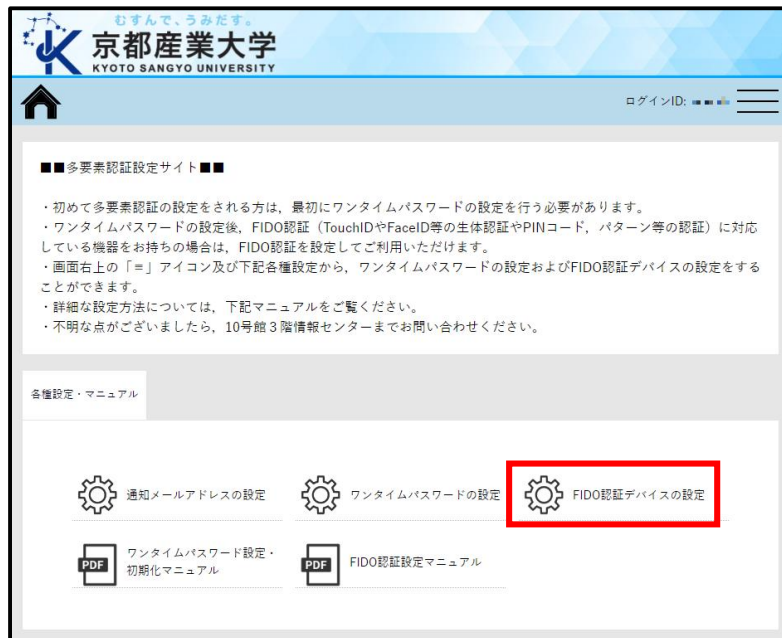 むすんで、うみだす。
京都産業大学
KYOTO SANGYO UNIVERSITY
ログインID:
■■多要素認証設定サイト■■
・初めて多要素認証の設定をされる方は，最初にワンタイムパスワードの設定を行う必要があります。
・ワンタイムパスワードの設定後，FIDO認証（TouchIDやFaceID等の生体認証やPINコード，パターン等の認証）に対応
している機器をお持ちの場合は，FIDO認証を設定してご利用いただけます。
・画面右上の「≡」アイコン及び下記各種設定から，ワンタイムパスワードの設定およびFIDO認証デバイスの設定をする
ことができます。
・詳細な設定方法については，下記マニュアルをご覧ください。
・不明な点がございましたら，10号館３階情報センターまでお問い合わせください。
各種設定・マニュアル
通知メールアドレスの設定
ワンタイムパスワードの設定
FIDO認証デバイスの設定
PDF
ワンタイムパスワード設定・
初期化マニュアル
PDF
FIDO認証設定マニュアル